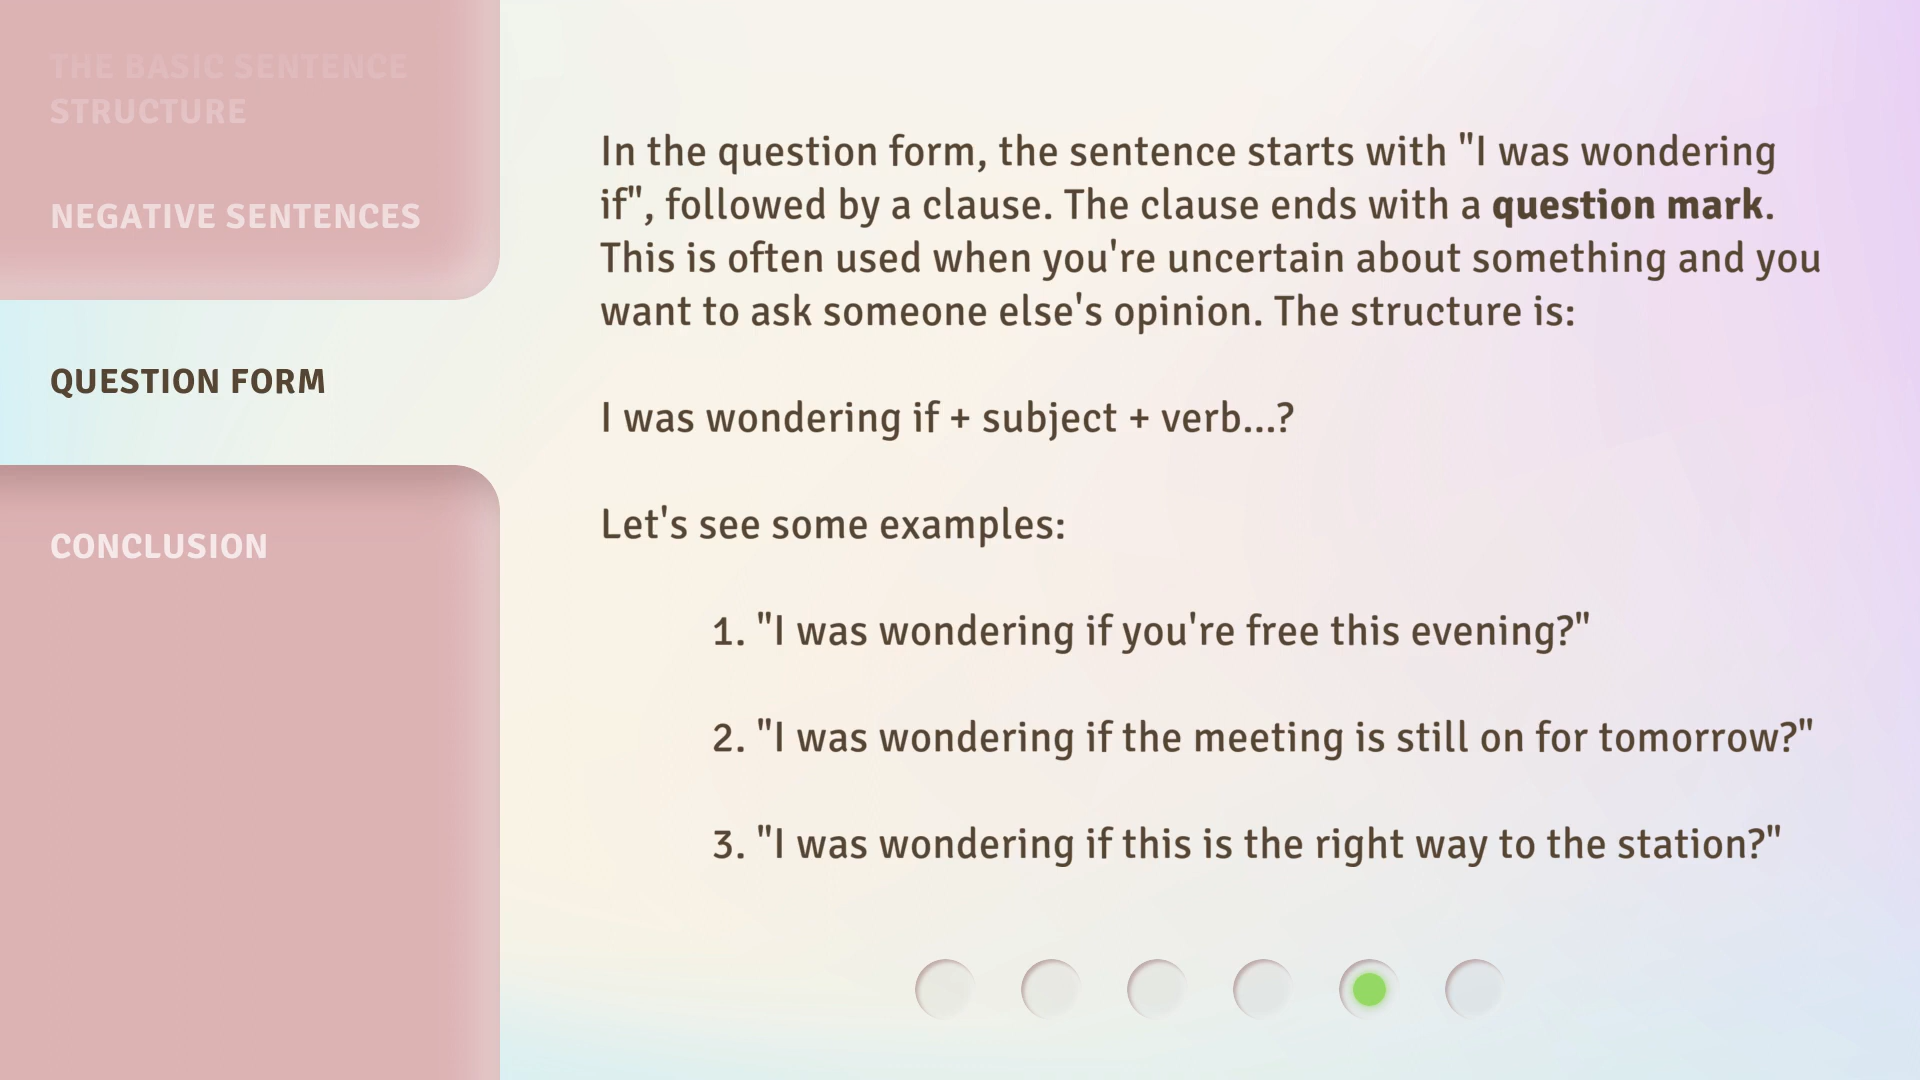 THE BASIC SENTENCE
STRUCTURE
NEGATIVE SENTENCES
QUESTION FORM
CONCLUSION
In the question form, the sentence starts with "I was wondering
if", followed by a clause. The clause ends with a question mark.
This is often used when you're uncertain about something and you
want to ask someone else's opinion. The structure is:
I was wondering if + subject + verb...?
Let's see some examples:
1. "I was wondering if you're free this evening?"
2. "I was wondering if the meeting is still on for tomorrow?"
3. "I was wondering if this is the right way to the station?"